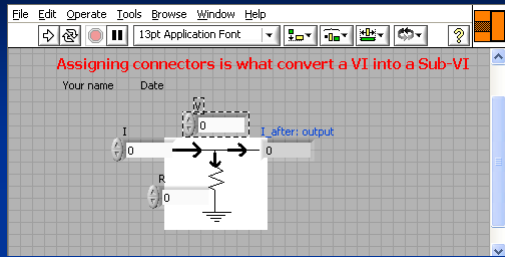 File Edit Operate Tools Browse Window Help
13pt Application Font
?
Assigning connectors is what convert a VI into a Sub-VI
Your name Date
V
0
I
0
I_after: output
0
R
0